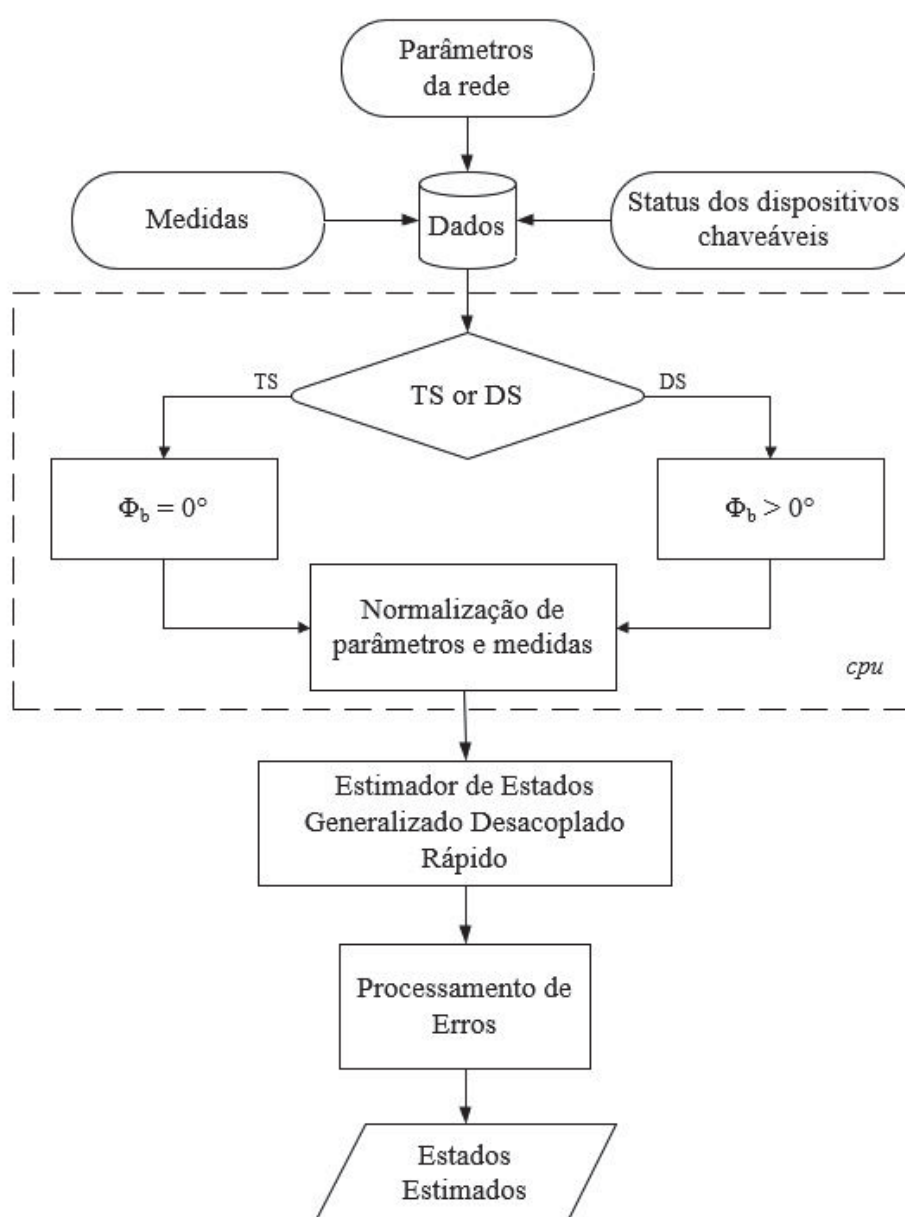 Parâmetros
da rede
Medidas
Dados
Status dos dispositivos
chaveáveis
TS
TS or DS
DS
Φb = 0°
Φb > 0°
Normalização de
parâmetros e medidas
cpu
Estimador de Estados
Generalizado Desacoplado
Rápido
Processamento de
Erros
Estados
Estimados